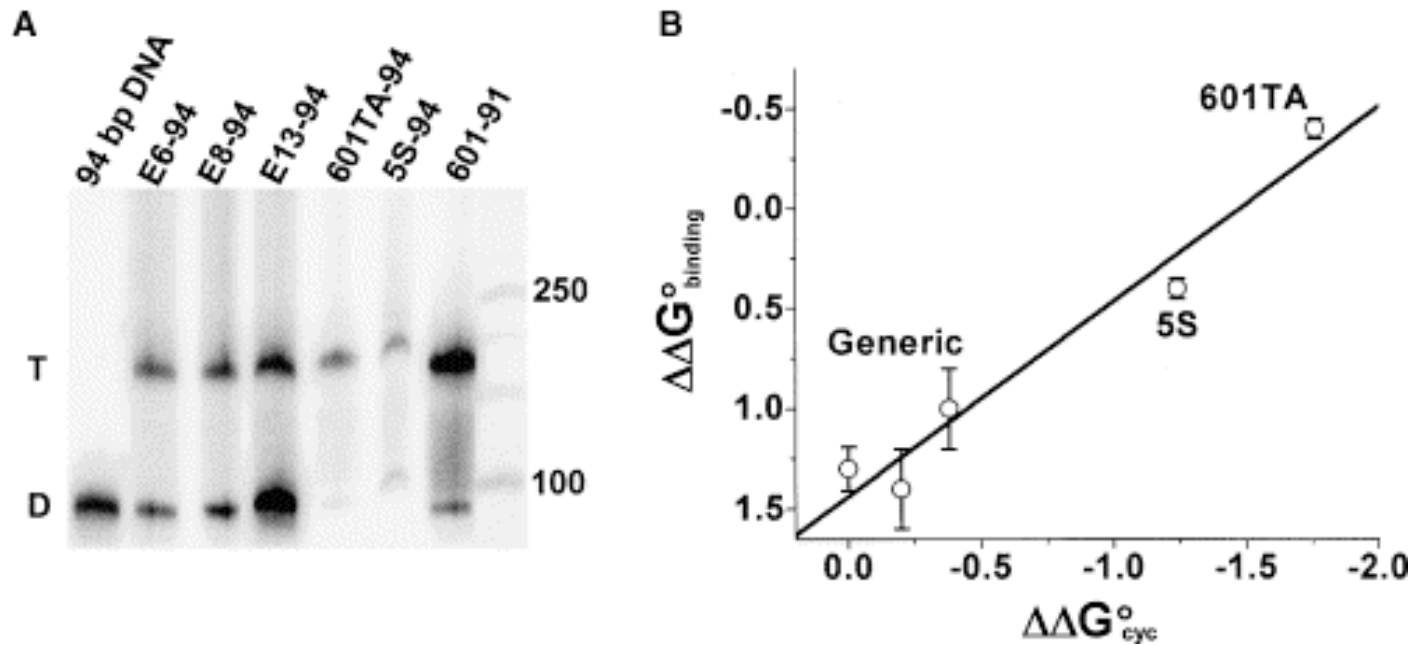 A
94 bp DNA
E6-94
E8-94
E13-94
601TA-94
5S-94
601-91
250
T
100
D
B
-0.5
0.0
0.5
1.0
1.5
ΔΔG°binding
601TA
5S
Generic
0.0 -0.5 -1.0 -1.5 -2.0
ΔΔG°cyc